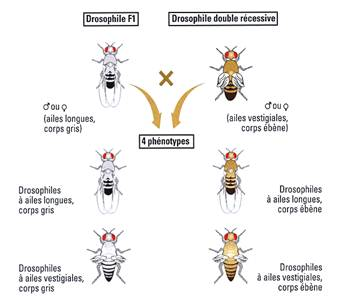 Drosophile F1
Drosophile double récessive
♂ou ♀
(ailes longues,
corps gris)
♂ou ♀
(ailes vestigiales,
corps ébène)
4 phénotypes
Drosophiles
à ailes longues,
corps gris
Drosophiles
à ailes longues,
corps ébène
Drosophiles
à ailes vestigiales,
corps gris
Drosophiles
à ailes vestigiales,
corps ébène